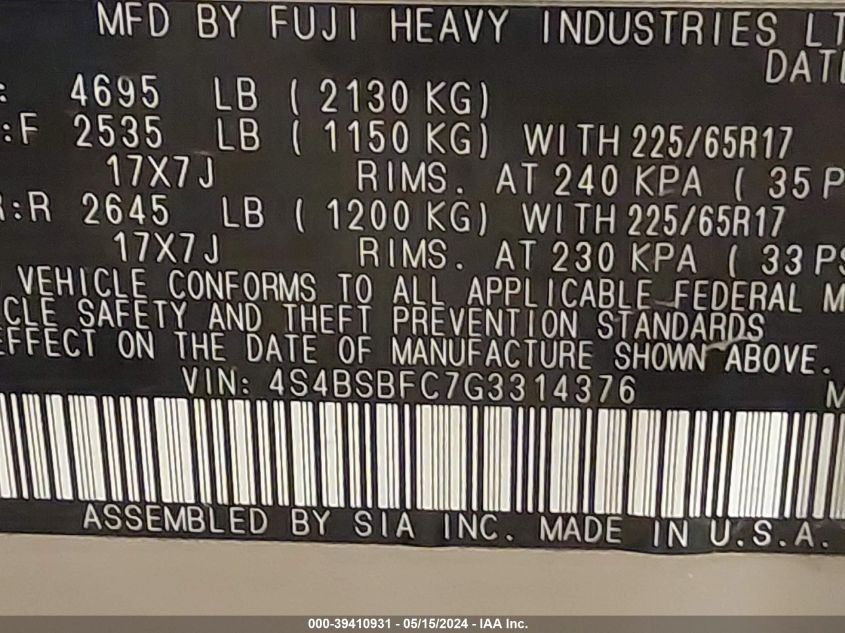 MFD BY FUJI HEAVY INDUSTRIES LT
DATE
: 4695 LB ( 2130 KG)
:F 2535 LB ( 1150 KG) WITH 225/65R17
17X7J RIMS. AT 240 KPA ( 35 P
R:R 2645 LB ( 1200 KG) WITH 225/65R17
17X7J RIMS. AT 230 KPA ( 33 PS
VEHICLE CONFORMS TO ALL APPLICABLE FEDERAL M
CLE SAFETY AND THEFT PREVENTION STANDARDS
EFFECT ON THE DATE OF MANUFACTURE SHOWN ABOVE.
VIN: 4S4BSBFC7G3314376 M
ASSEMBLED BY SIA INC. MADE IN U.S.A.
000-39410931 - 05/15/2024 - IAA Inc.